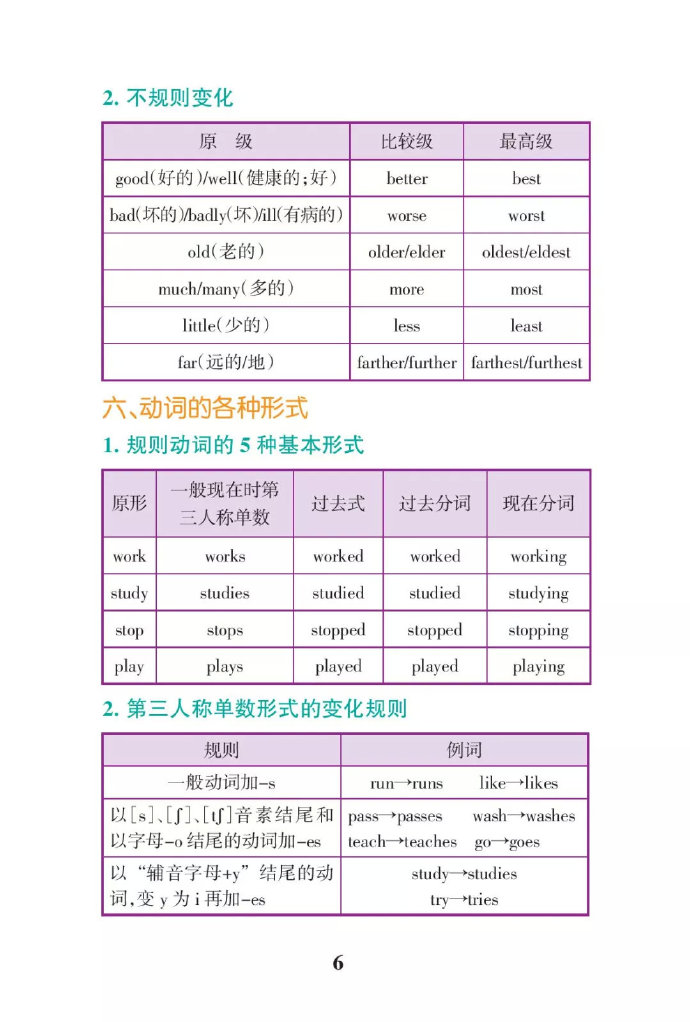 2. 不规则变化
原 级 比较级 最高级
good(好的)/well(健康的;好) better best
bad(坏的)/badly(坏)/ill(有病的) worse worst
old(老的) older/elder oldest/eldest
much/many(多的) more most
little(少的) less least
far(远的/地) farther/further farthest/furthest
六、动词的各种形式
1. 规则动词的 5 种基本形式
原形 一般现在时第三人称单数 过去式 过去分词 现在分词
work works worked worked working
study studies studied studied studying
stop stops stopped stopped stopping
play plays played played playing
2. 第三人称单数形式的变化规则
规则 例词
一般动词加-s run→runs like→likes
以[s]、[ʃ]、[tʃ]音素结尾和 pass→passes wash→washes
以字母-o结尾的动词加-es teach→teaches go→goes
以“辅音字母+y”结尾的动 study→studies
词,变 y 为 i 再加-es try→tries
6